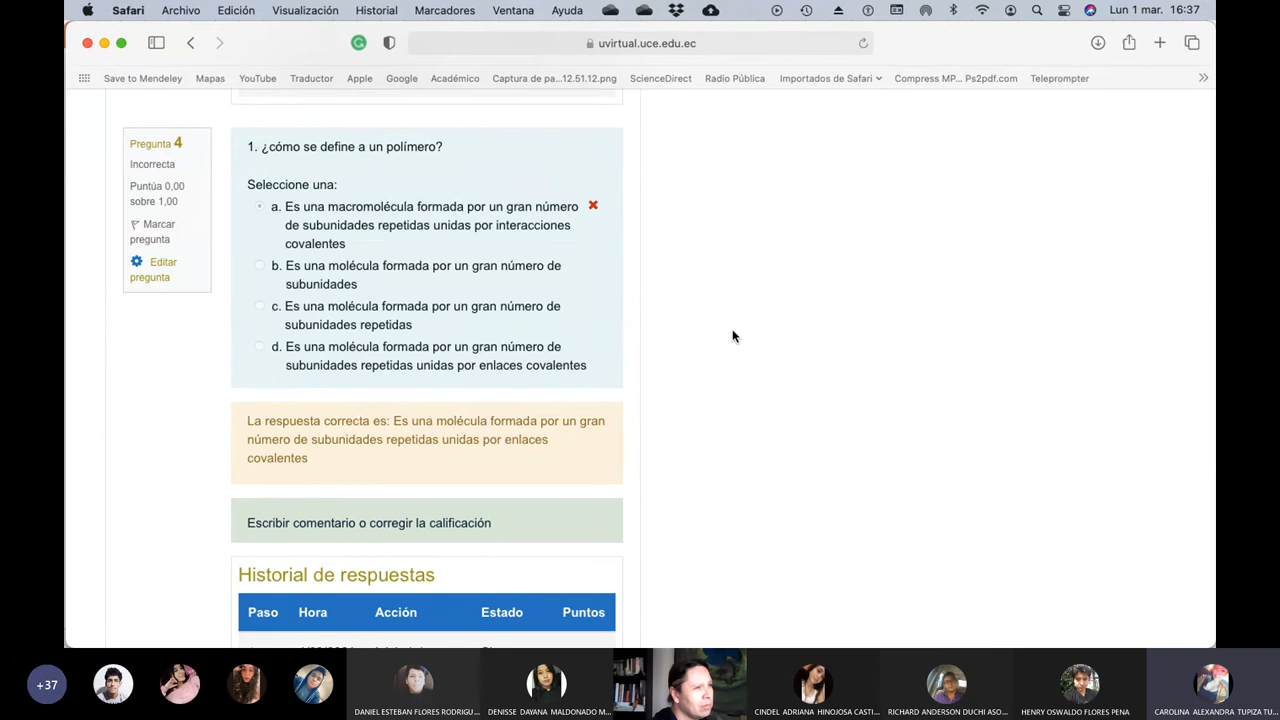 Safari Archivo Edición Visualización Historial Marcadores Ventana Ayuda Lun 1 mar. 16:37
uvirtual.uce.edu.ec
Save to Mendeley Mapas YouTube Traductor Apple Google Académico Captura de pa...12.51.12.png ScienceDirect Radio Pública Importados de Safari Compress MP... Ps2pdf.com Teleprompter
Pregunta 4
Incorrecta
Puntúa 0,00
sobre 1,00
Marcar
pregunta
Editar
pregunta
1. ¿cómo se define a un polímero?
Seleccione una:
a. Es una macromolécula formada por un gran número
de subunidades repetidas unidas por interacciones
covalentes
b. Es una molécula formada por un gran número de
subunidades
c. Es una molécula formada por un gran número de
subunidades repetidas
d. Es una molécula formada por un gran número de
subunidades repetidas unidas por enlaces covalentes
La respuesta correcta es: Es una molécula formada por un gran
número de subunidades repetidas unidas por enlaces
covalentes
Escribir comentario o corregir la calificación
Historial de respuestas
Paso Hora Acción Estado Puntos
+37
DANIEL ESTEBAN FLORES RODRIGU...
DENISSE DAYANA MALDONADO M...
CINDEL ADRIANA HINOJOSA CASTI...
RICHARD ANDERSON DUCHI ASO...
HENRY OSWALDO FLORES PENA
CAROLINA ALEXANDRA TUPIZA TU...